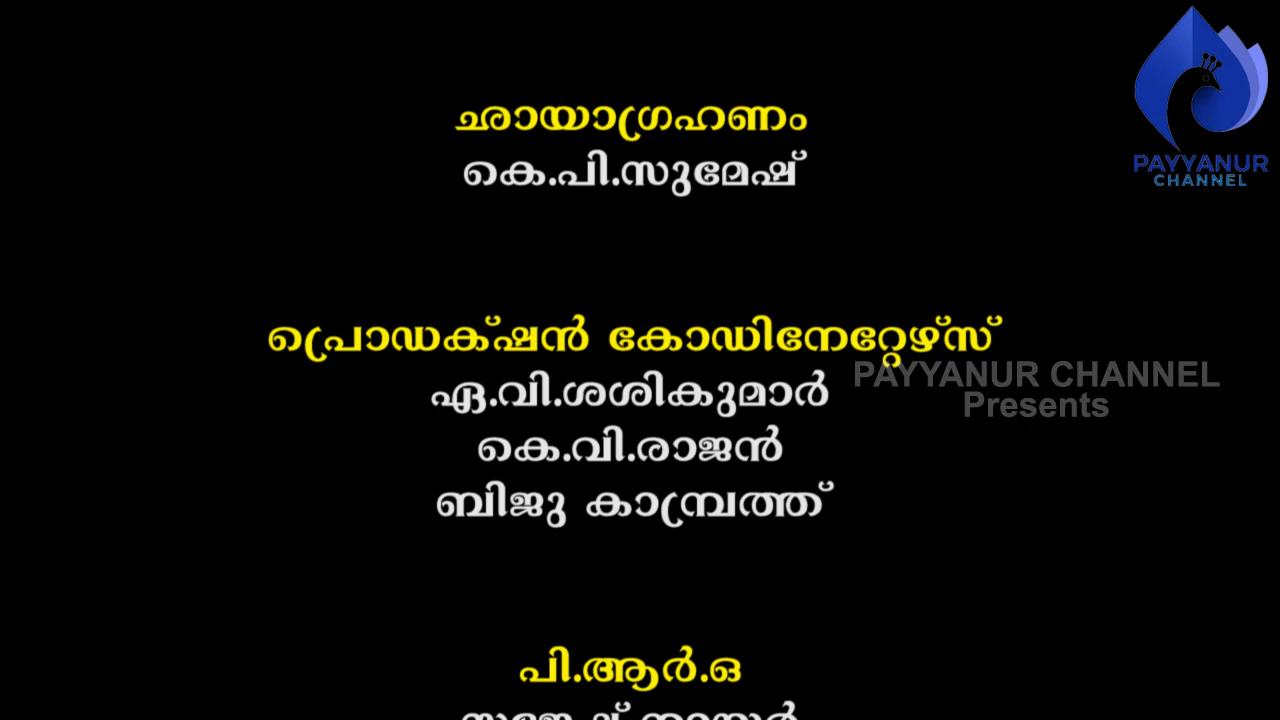 ഛായാഗ്രഹണം
കെ.പി.സുമേഷ്
PAYYANUR
CHANNEL
പ്രൊഡക്ഷൻ കോഡിനേറ്റേഴ്സ്
ഏ.വി.ശശികുമാർ
കെ.വി.രാജൻ
ബിജു കാമ്പ്രത്ത്
PAYYANUR CHANNEL
Presents
പി.ആർ.ഒ